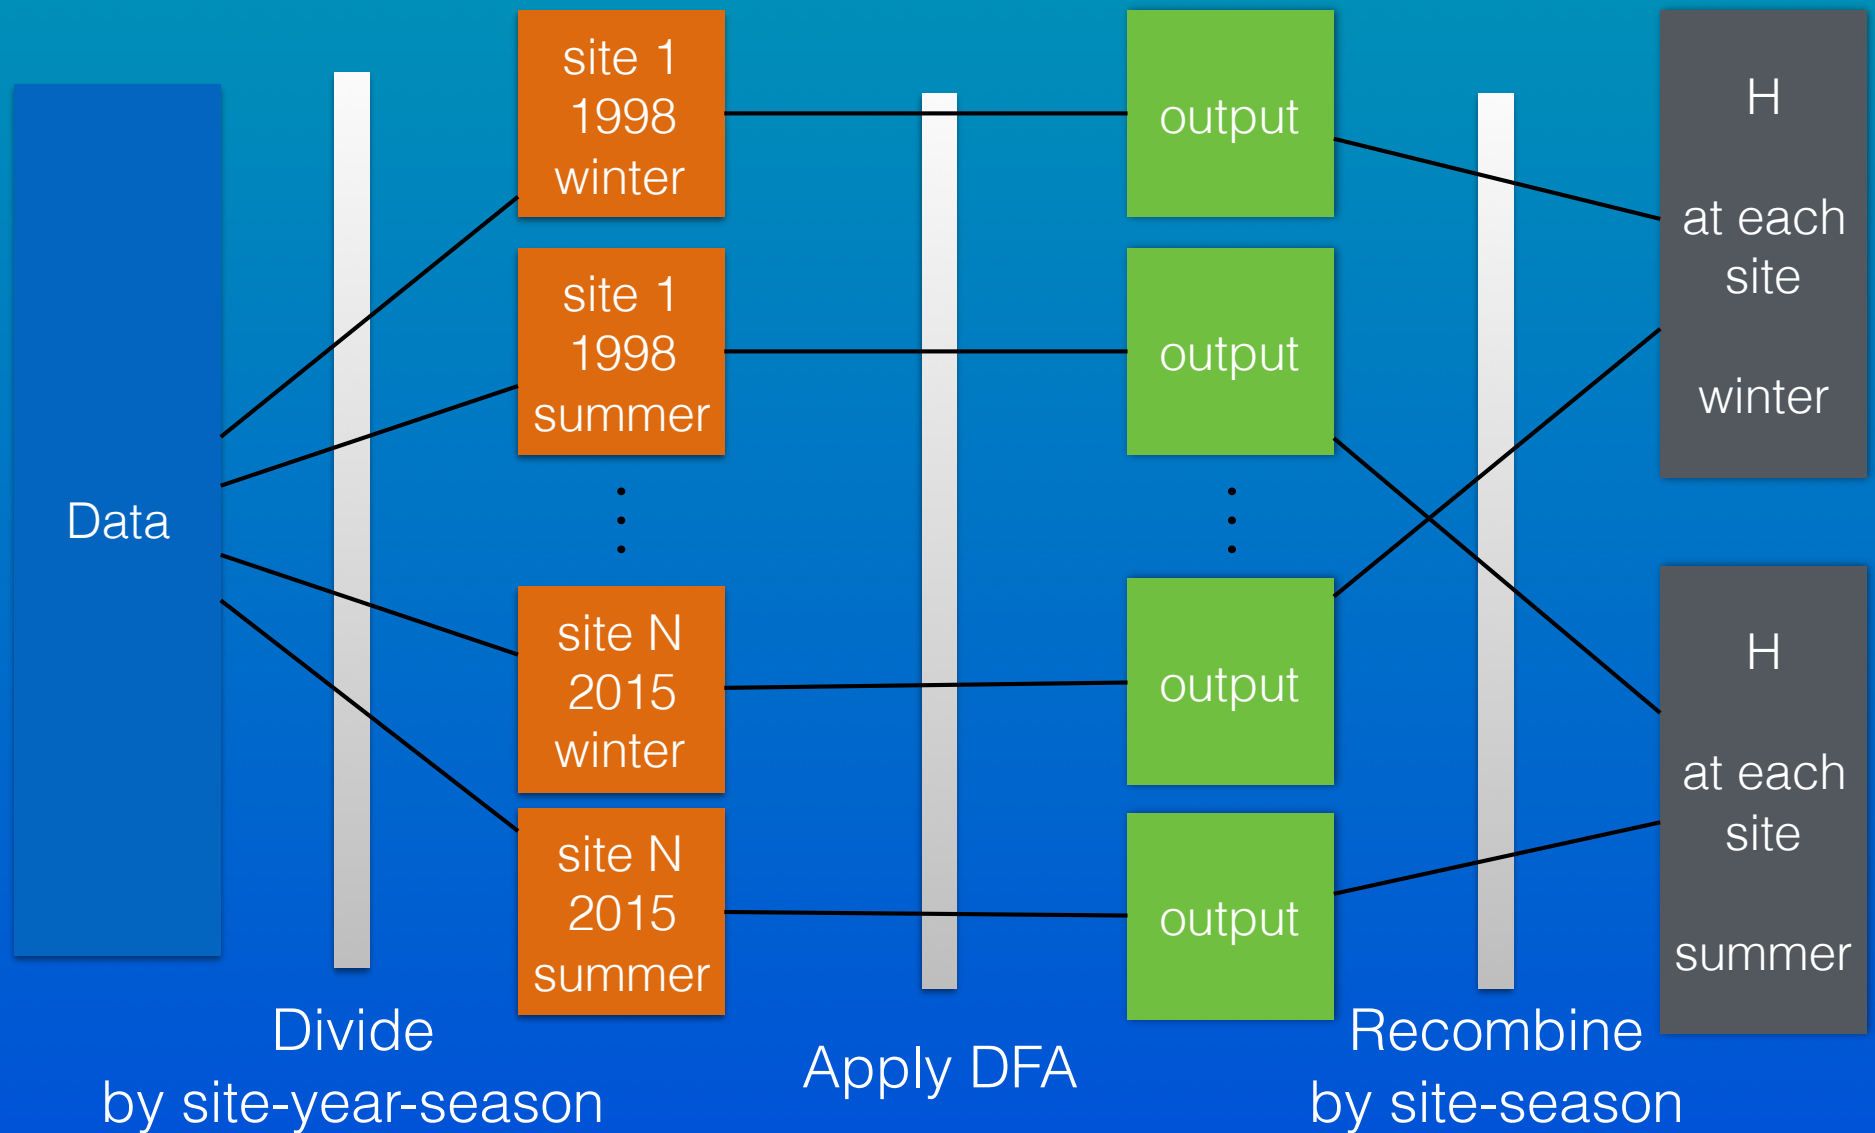 Data
site 1
1998
winter
site 1
1998
summer
site N
2015
winter
site N
2015
summer
output
output
output
output
H
at each
site
winter
H
at each
site
summer
Divide
by site-year-season
Apply DFA
Recombine
by site-season